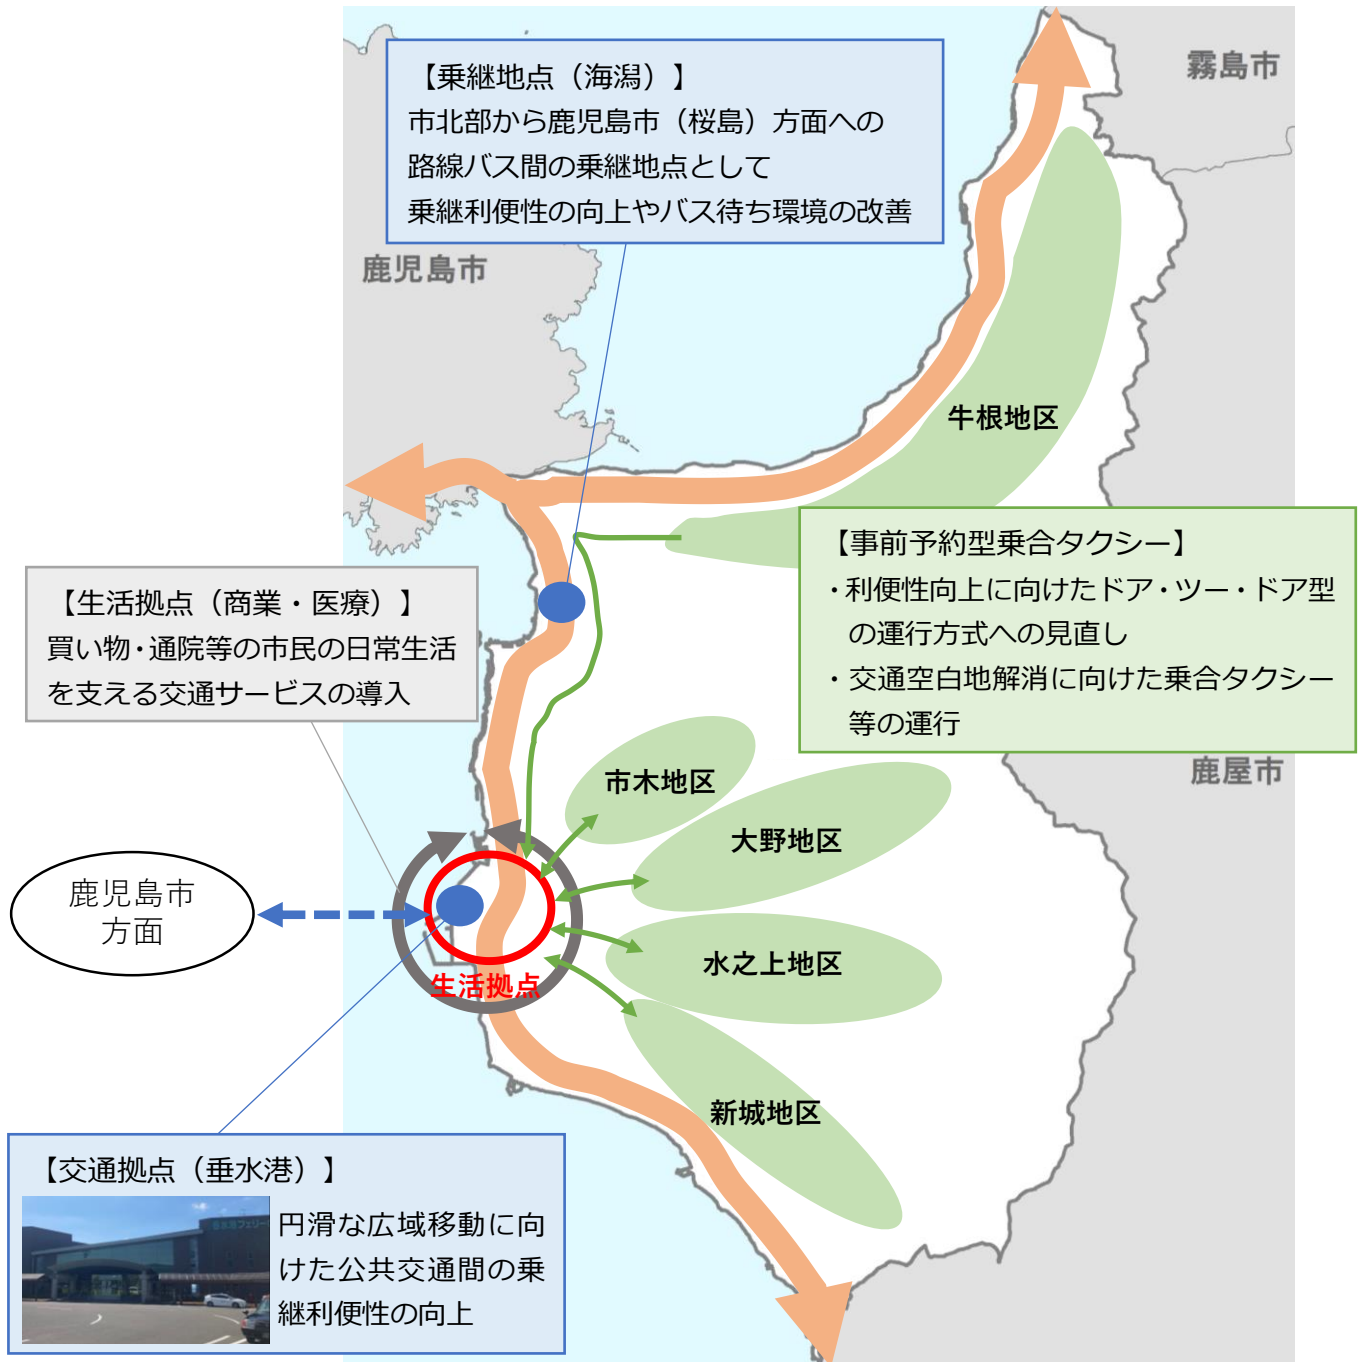 【乗継地点（海潟）】
市北部から鹿児島市（桜島）方面への
路線バス間の乗継地点として
乗継利便性の向上やバス待ち環境の改善
霧島市
鹿児島市
牛根地区
【事前予約型乗合タクシー】
・利便性向上に向けたドア・ツー・ドア型
の運行方式への見直し
・交通空白地解消に向けた乗合タクシー
等の運行
【生活拠点（商業・医療）】
買い物・通院等の市民の日常生活
を支える交通サービスの導入
鹿屋市
市木地区
大野地区
鹿児島市
方面
水之上地区
生活拠点
新城地区
【交通拠点（垂水港）】
円滑な広域移動に向
けた公共交通間の乗
継利便性の向上